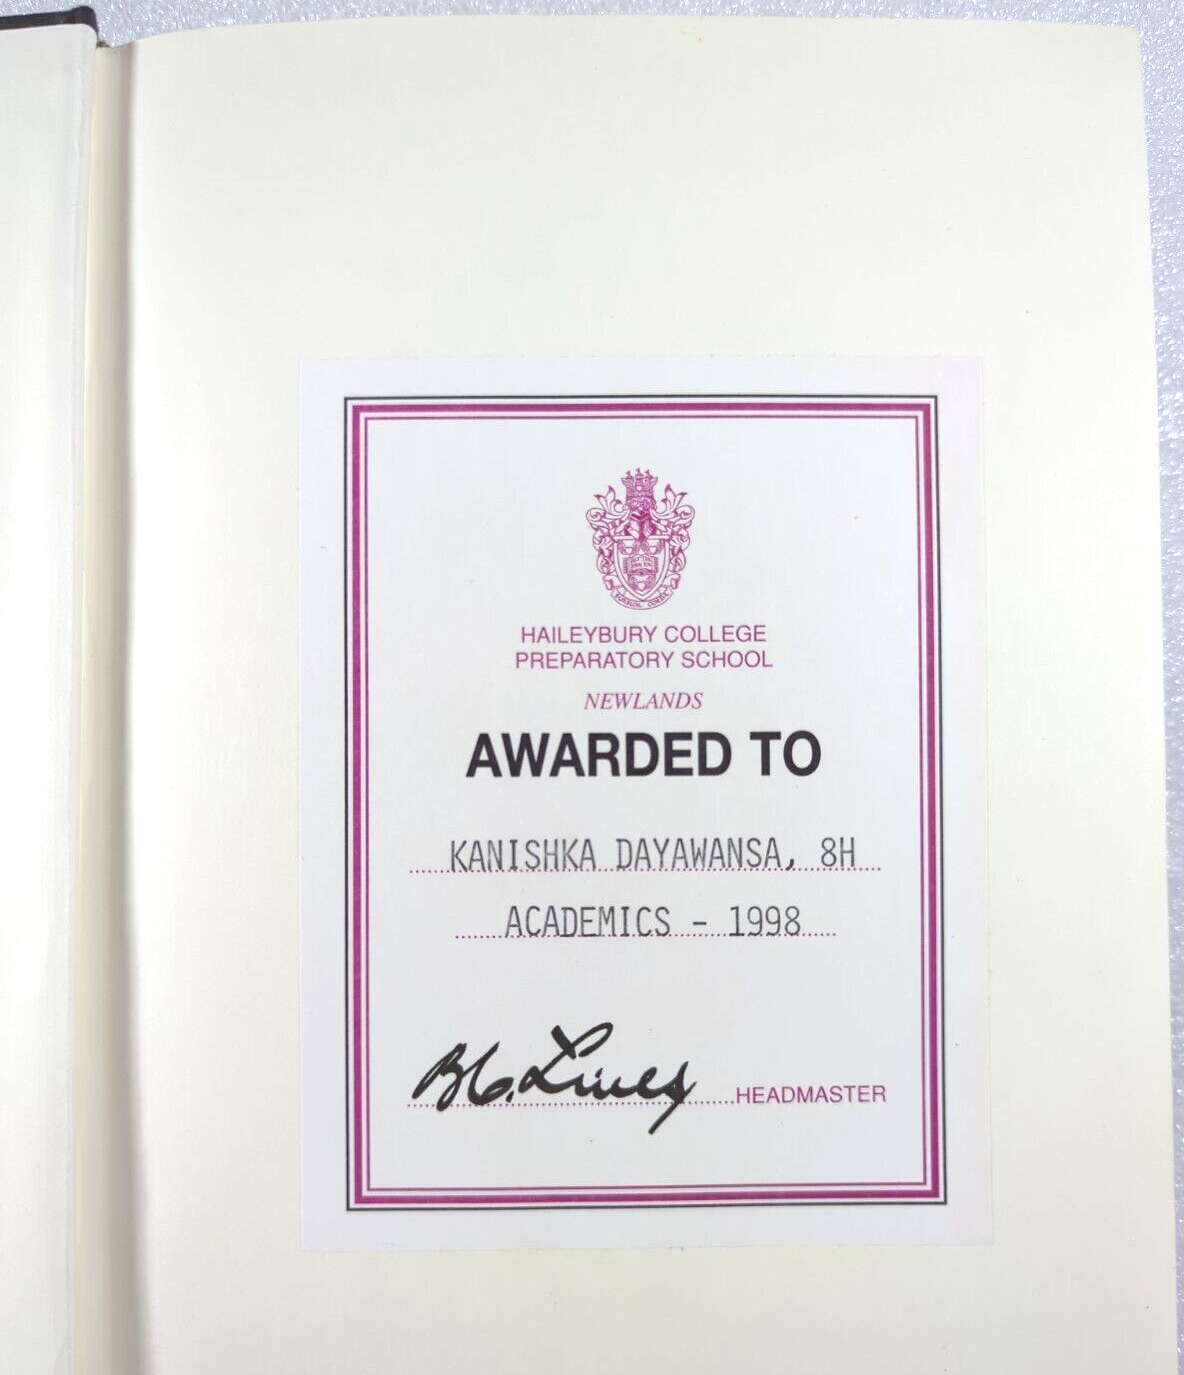 HAILEYBURY COLLEGE
PREPARATORY SCHOOL
NEWLANDS
AWARDED TO
KANISHKA DAYAWANSA, 8H
ACADEMICS - 1998
HEADMASTER